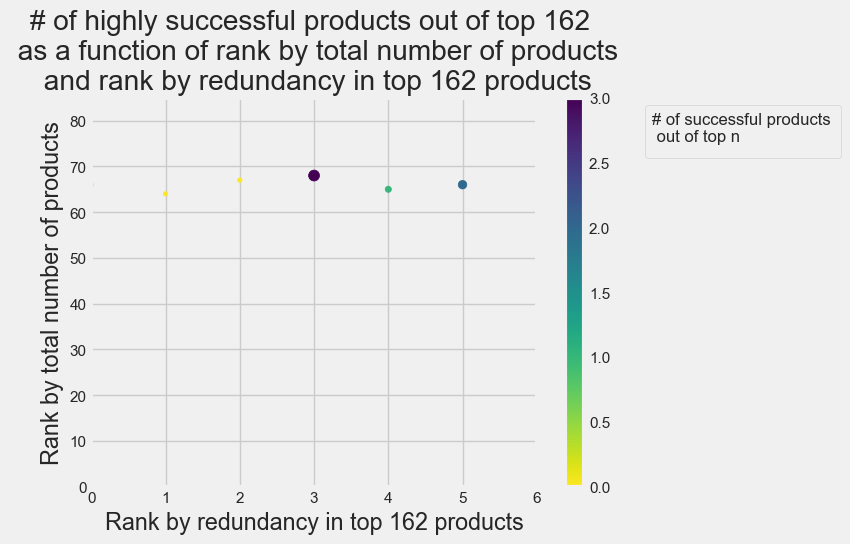 # of highly successful products out of top 162
as a function of rank by total number of products
and rank by redundancy in top 162 products
Rank by total number of products
80
70
60
50
40
30
20
10
0
0 1 2 3 4 5 6
Rank by redundancy in top 162 products
3.0
2.5
2.0
1.5
1.0
0.5
0.0
# of successful products
out of top n